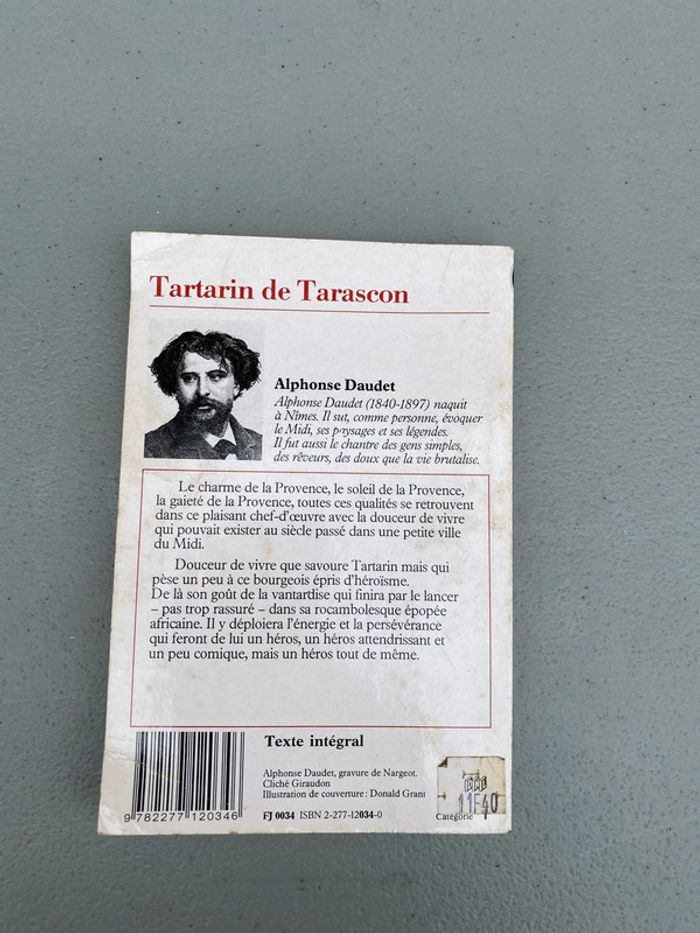 Tartarin de Tarascon
Alphonse Daudet
Alphonse Daudet (1840-1897) naquit
à Nîmes. Il sut, comme personne, évoquer
le Midi, ses paysages et ses légendes.
Il fut aussi le chantre des gens simples,
des rêveurs, des doux que la vie brutalise.
Le charme de la Provence, le soleil de la Provence,
la gaieté de la Provence, toutes ces qualités se retrouvent
dans ce plaisant chef-d'œuvre avec la douceur de vivre
qui pouvait exister au siècle passé dans une petite ville
du Midi.
Douceur de vivre que savoure Tartarin mais qui
pèse un peu à ce bourgeois épris d'héroïsme.
De là son goût de la vantardise qui finira par le lancer
– pas trop rassuré – dans sa rocambolesque épopée
africaine. Il y déploiera l'énergie et la persévérance
qui feront de lui un héros, un héros attendrissant et
un peu comique, mais un héros tout de même.
Texte intégral
Alphonse Daudet, gravure de Nargeot.
Cliché Giraudon
Illustration de couverture : Donald Grant
9 782277 120346
FJ 0034 ISBN 2-277-12034-0
11F40
Catégorie